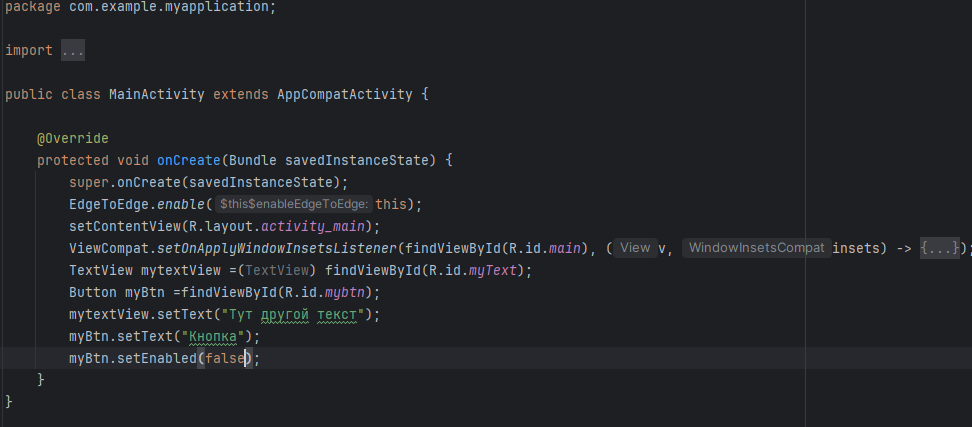 package com.example.myapplication;
import ...
public class MainActivity extends AppCompatActivity {
@Override
protected void onCreate(Bundle savedInstanceState) {
super.onCreate(savedInstanceState);
EdgeToEdge.enable( $this$enableEdgeToEdge: this);
setContentView(R.layout.activity_main);
ViewCompat.setOnApplyWindowInsetsListener(findViewById(R.id.main), ( View v, WindowInsetsCompat insets) -> {...});
TextView mytextView =(TextView) findViewById(R.id.myText);
Button myBtn =findViewById(R.id.mybtn);
mytextView.setText("Тут другой текст");
myBtn.setText("Кнопка");
myBtn.setEnabled(false);
}
}